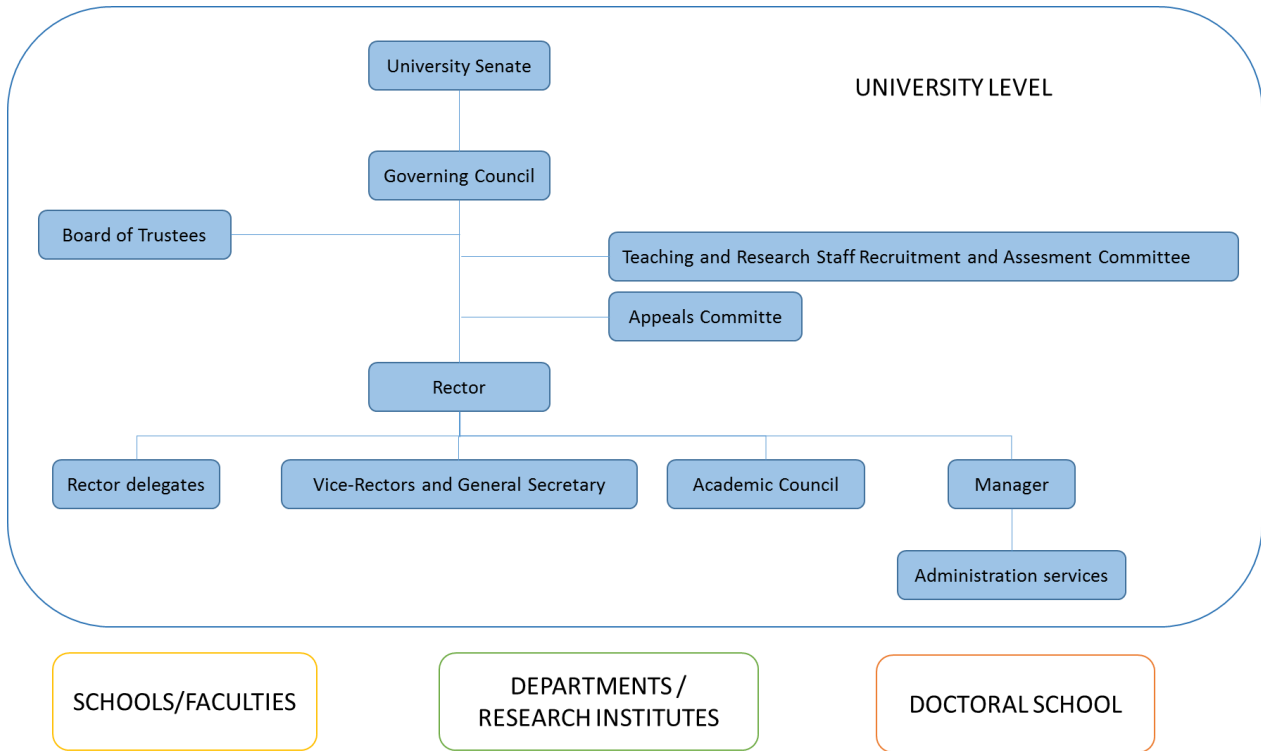 University Senate
UNIVERSITY LEVEL
Governing Council
Board of Trustees
Teaching and Research Staff Recruitment and Assesment Committee
Appeals Committe
Rector
Rector delegates
Vice-Rectors and General Secretary
Academic Council
Manager
Administration services
SCHOOLS/FACULTIES
DEPARTMENTS /
RESEARCH INSTITUTES
DOCTORAL SCHOOL